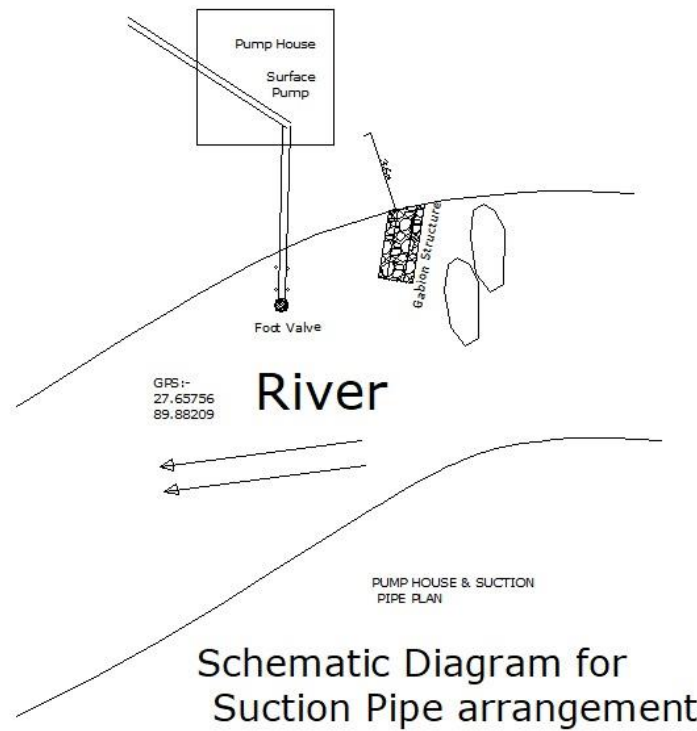 Pump House
Surface
Pump
Gabion Structure
Foot Valve
GPS:-
27.65756
89.88209
River
PUMP HOUSE & SUCTION
PIPE PLAN
Schematic Diagram for
Suction Pipe arrangement